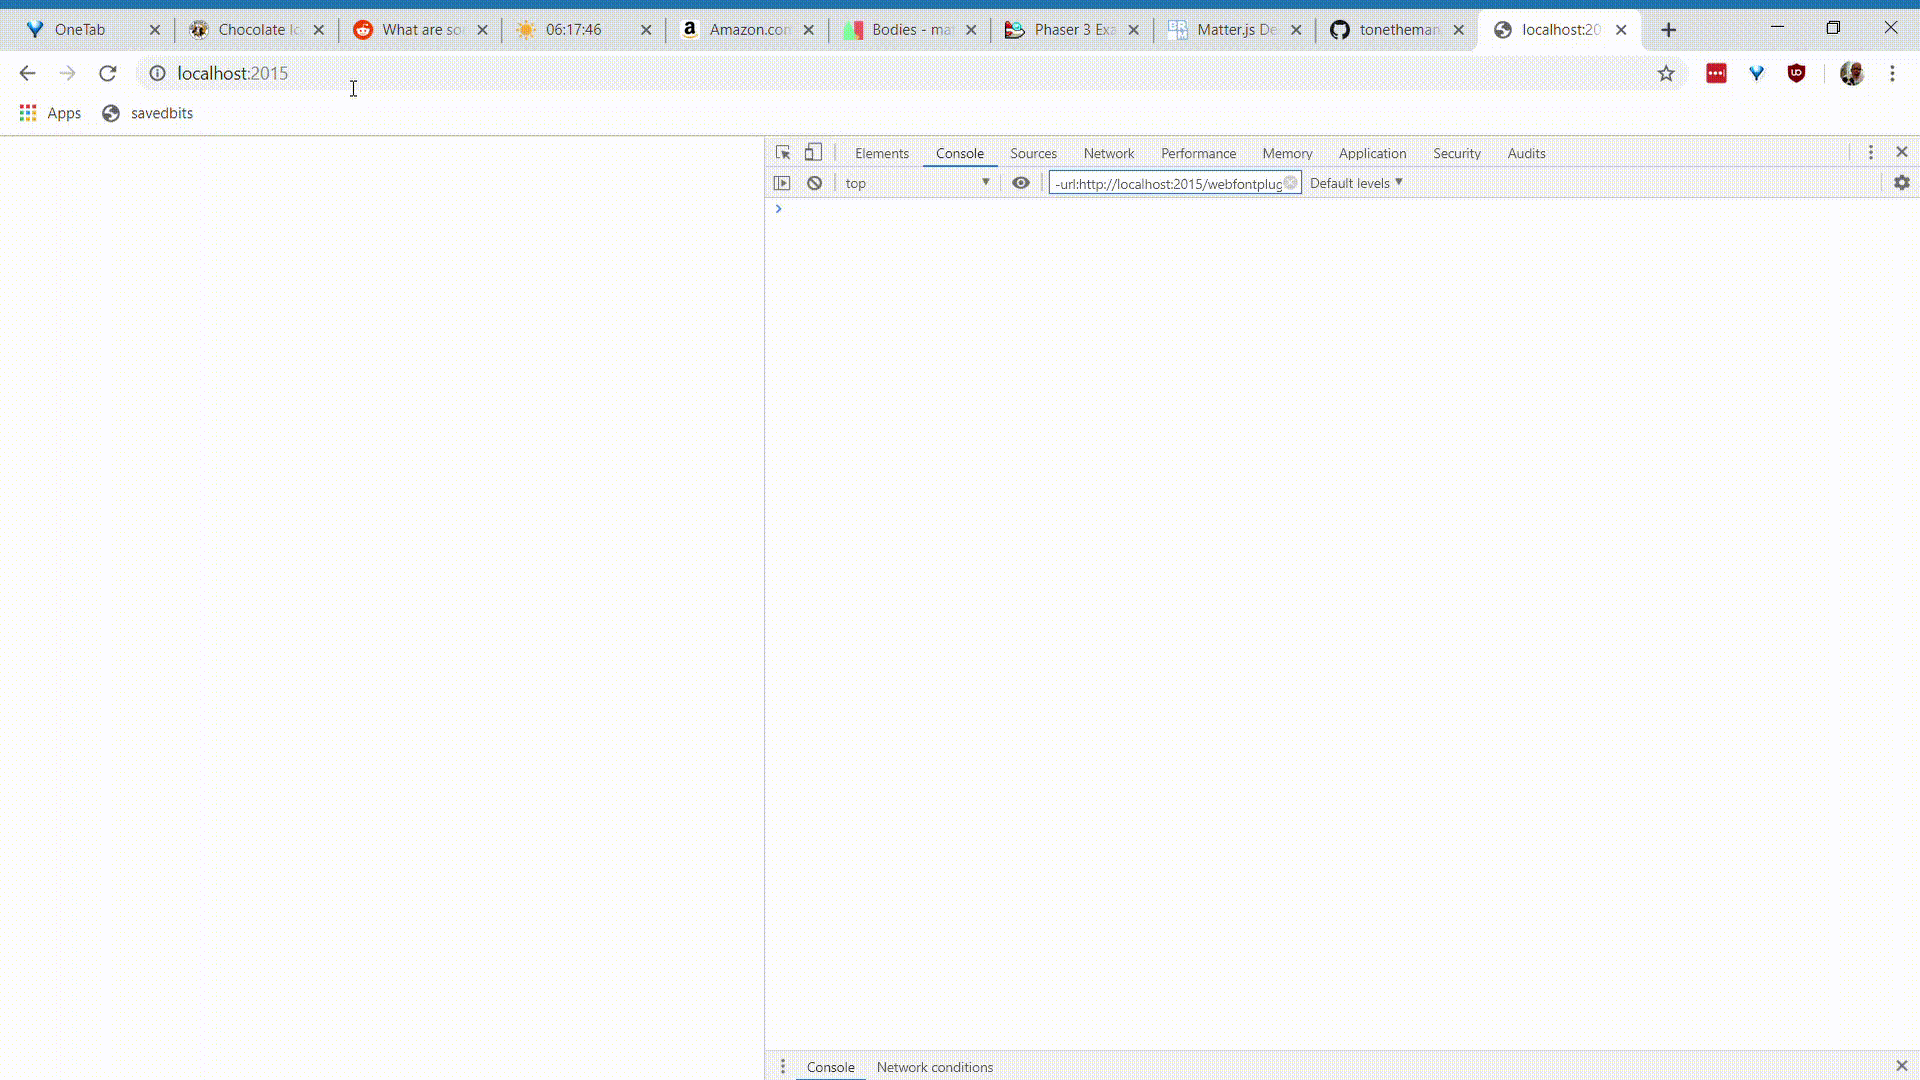 OneTab Chocolate Ic What are so 06:17:46 Amazon.com Bodies - ma Phaser 3 Exa Matter.js De tonetheman localhost:20
localhost:2015
Apps savedbits
Elements Console Sources Network Performance Memory Application Security Audits
top -url:http://localhost:2015/webfontplug Default levels
Console Network conditions